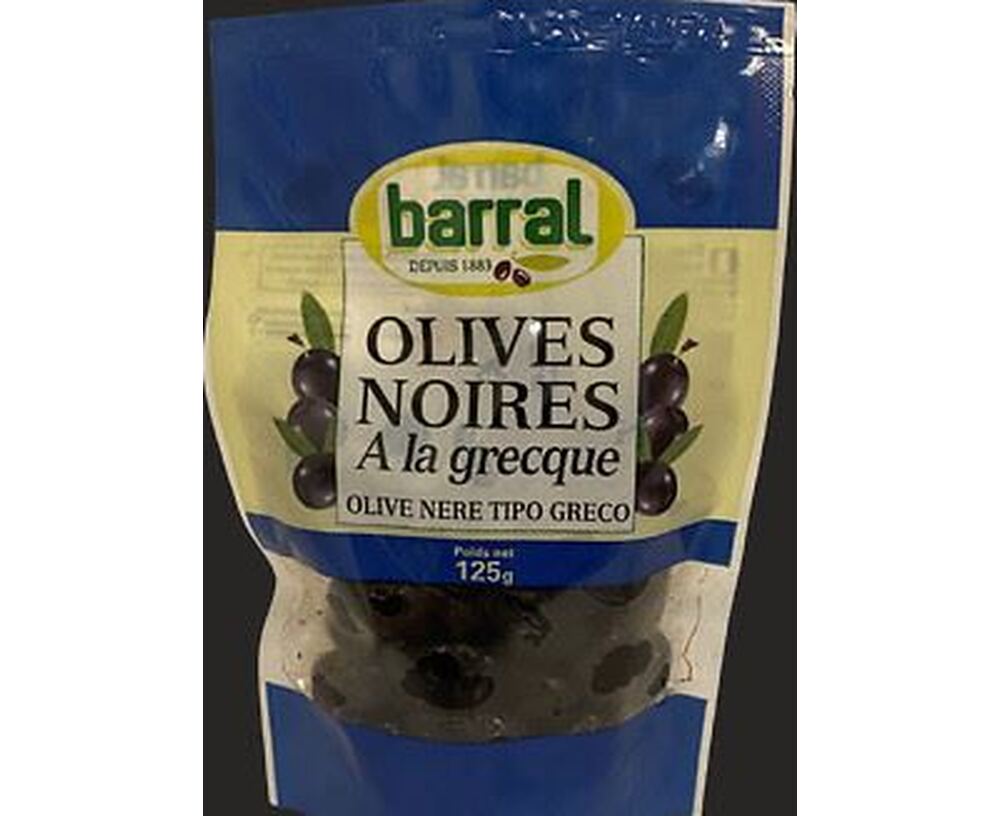 barral
DEPUIS 1883
OLIVES
NOIRES
A la grecque
OLIVE NERE TIPO GRECO
Poids net
125g